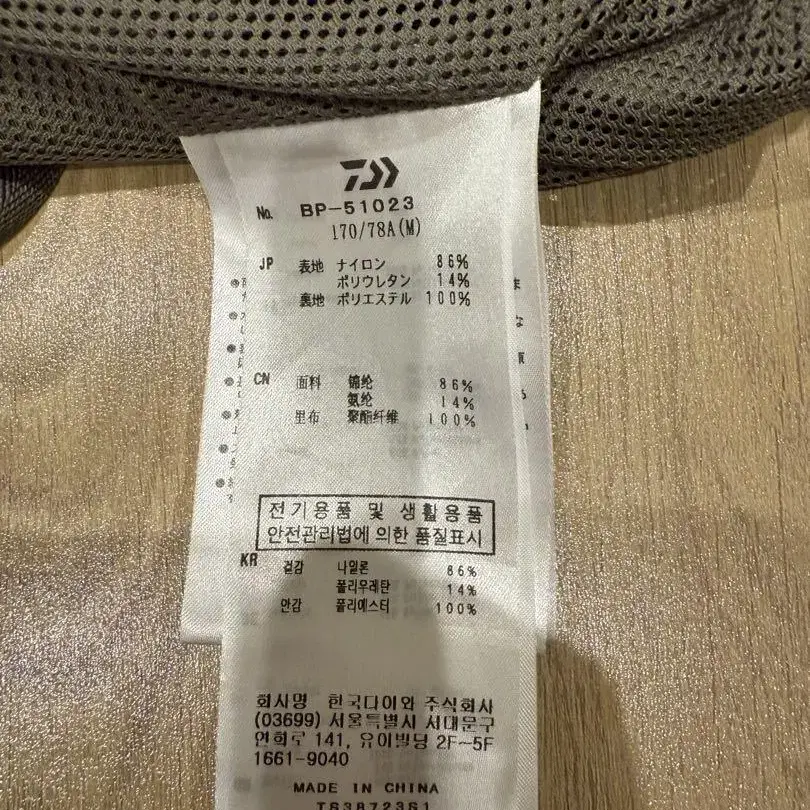 No. BP-51023
170/78A(M)
JP 表地 ナイロン 86%
ポリウレタン 14%
裏地 ポリエステル 100%
CN 面料 锦纶 86%
氨纶 14%
里布 聚酯纤维 100%
전기용품 및 생활용품
안전관리법에 의한 품질표시
KR 겉감 나일론 86%
폴리우레탄 14%
안감 폴리에스터 100%
회사명 한국다이와 주식회사
(03699) 서울특별시 서대문구
연희로 141, 유이빌딩 2F~5F
1661-9040
MADE IN CHINA